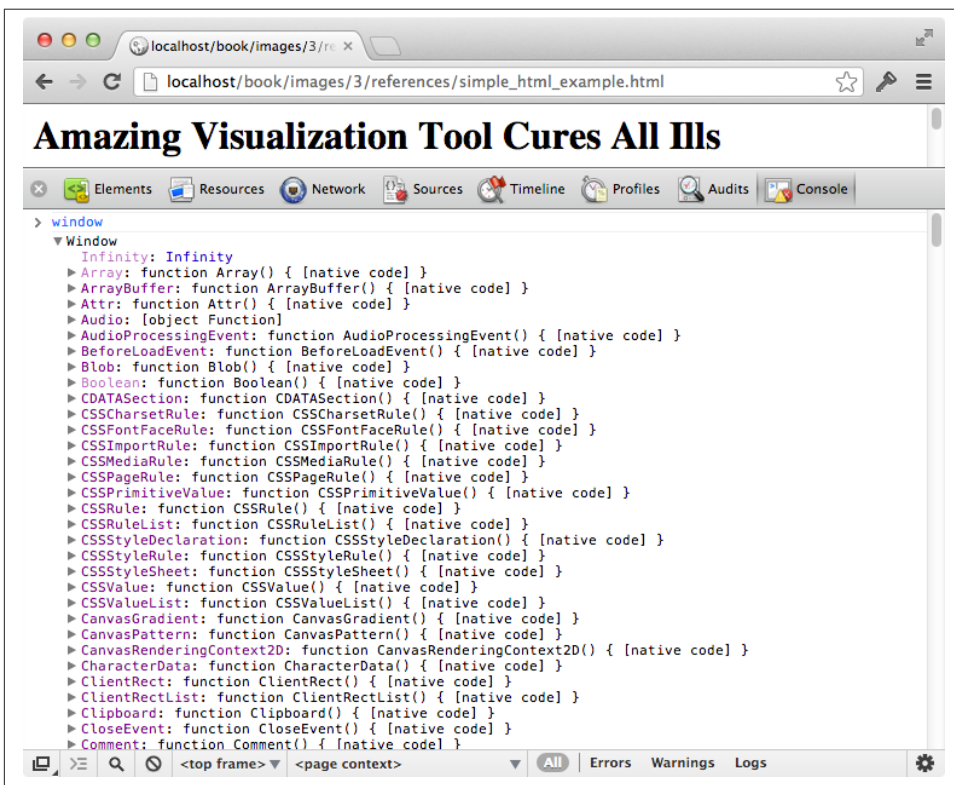 localhost/book/images/3/re
localhost/book/images/3/references/simple_html_example.html
Amazing Visualization Tool Cures All Ills
Elements Resources Network Sources Timeline Profiles Audits Console
> window
▼Window
Infinity: Infinity
▶Array: function Array() { [native code] }
▶ArrayBuffer: function ArrayBuffer() { [native code] }
▶Attr: function Attr() { [native code] }
▶Audio: [object Function]
▶AudioProcessingEvent: function AudioProcessingEvent() { [native code] }
▶BeforeLoadEvent: function BeforeLoadEvent() { [native code] }
▶Blob: function Blob() { [native code] }
▶Boolean: function Boolean() { [native code] }
▶CDATASection: function CDATASection() { [native code] }
▶CSSCharsetRule: function CSSCharsetRule() { [native code] }
▶CSSFontFaceRule: function CSSFontFaceRule() { [native code] }
▶CSSImportRule: function CSSImportRule() { [native code] }
▶CSSMediaRule: function CSSMediaRule() { [native code] }
▶CSSPageRule: function CSSPageRule() { [native code] }
▶CSSPrimitiveValue: function CSSPrimitiveValue() { [native code] }
▶CSSRule: function CSSRule() { [native code] }
▶CSSRuleList: function CSSRuleList() { [native code] }
▶CSSStyleDeclaration: function CSSStyleDeclaration() { [native code] }
▶CSSStyleRule: function CSSStyleRule() { [native code] }
▶CSSStyleSheet: function CSSStyleSheet() { [native code] }
▶CSSValue: function CSSValue() { [native code] }
▶CSSValueList: function CSSValueList() { [native code] }
▶CanvasGradient: function CanvasGradient() { [native code] }
▶CanvasPattern: function CanvasPattern() { [native code] }
▶CanvasRenderingContext2D: function CanvasRenderingContext2D() { [native code] }
▶CharacterData: function CharacterData() { [native code] }
▶ClientRect: function ClientRect() { [native code] }
▶ClientRectList: function ClientRectList() { [native code] }
▶Clipboard: function Clipboard() { [native code] }
▶CloseEvent: function CloseEvent() { [native code] }
▶Comment: function Comment() { [native code] }
<top frame> ▼ <page context> ▼ All Errors Warnings Logs